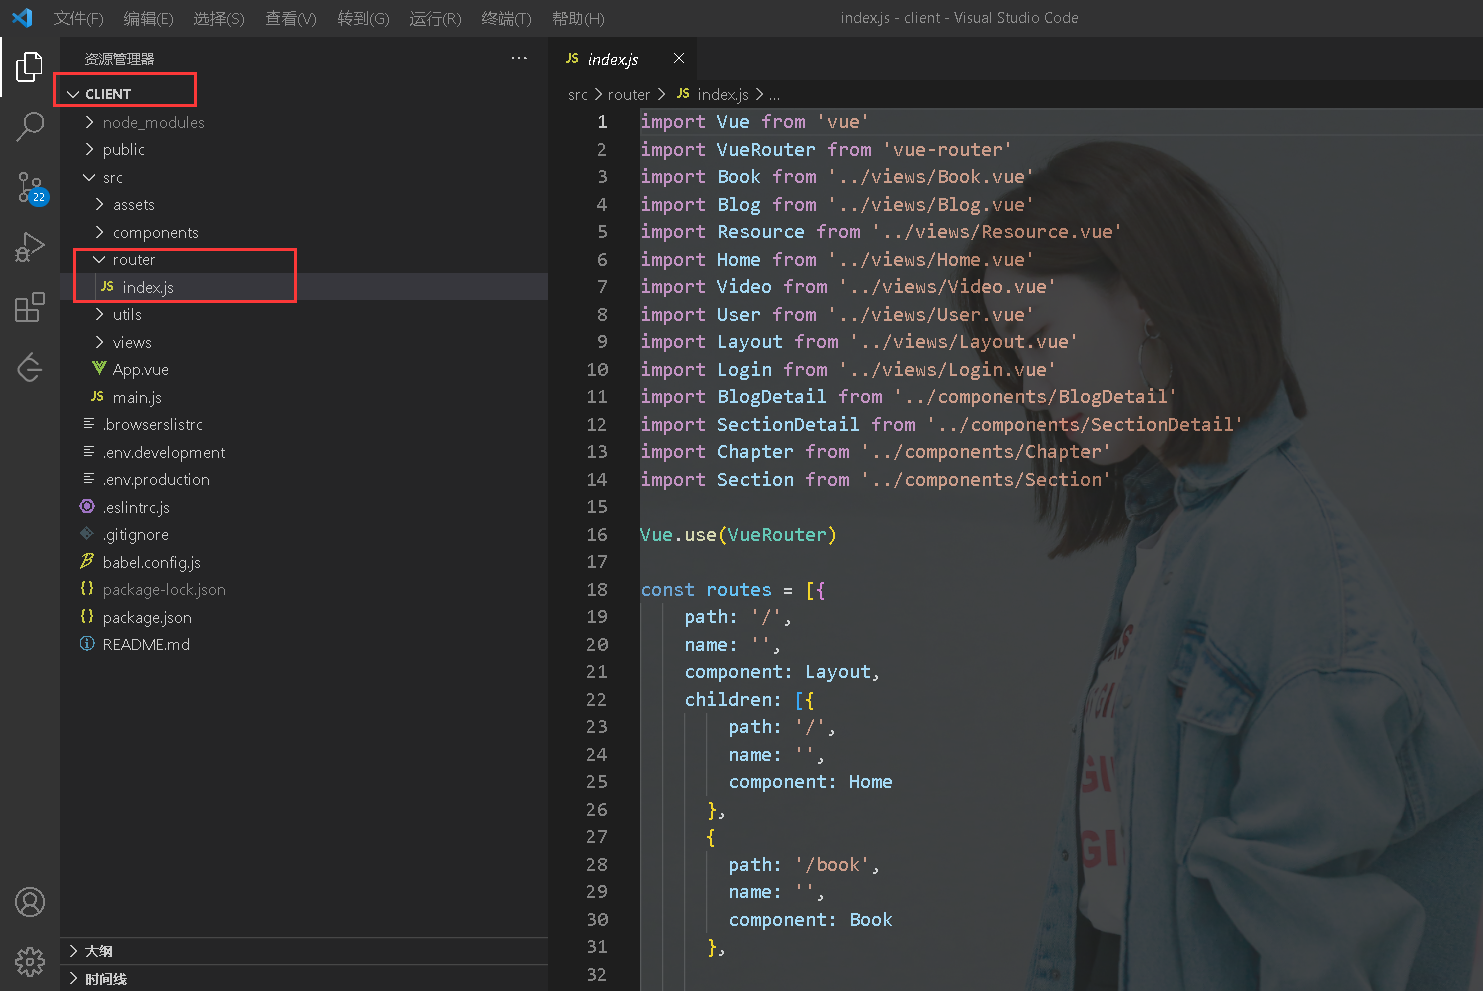 文件(F) 编辑(E) 选择(S) 查看(V) 转到(G) 运行(R) 终端(T) 帮助(H) index.js - client - Visual Studio Code
资源管理器 ···
CLIENT
node_modules
public
src
assets
components
router
JS index.js
utils
views
App.vue
JS main.js
.browserslistrc
.env.development
.env.production
.eslintrc.js
.gitignore
babel.config.js
{} package-lock.json
{} package.json
README.md
大纲
时间线
22
JS index.js ×
src > router > JS index.js > ...
1 import Vue from 'vue'
2 import VueRouter from 'vue-router'
3 import Book from '../views/Book.vue'
4 import Blog from '../views/Blog.vue'
5 import Resource from '../views/Resource.vue'
6 import Home from '../views/Home.vue'
7 import Video from '../views/Video.vue'
8 import User from '../views/User.vue'
9 import Layout from '../views/Layout.vue'
10 import Login from '../views/Login.vue'
11 import BlogDetail from '../components/BlogDetail'
12 import SectionDetail from '../components/SectionDetail'
13 import Chapter from '../components/Chapter'
14 import Section from '../components/Section'
15
16 Vue.use(VueRouter)
17
18 const routes = [{
19 path: '/',
20 name: '',
21 component: Layout,
22 children: [{
23 path: '/',
24 name: '',
25 component: Home
26 },
27 {
28 path: '/book',
29 name: '',
30 component: Book
31 },
32